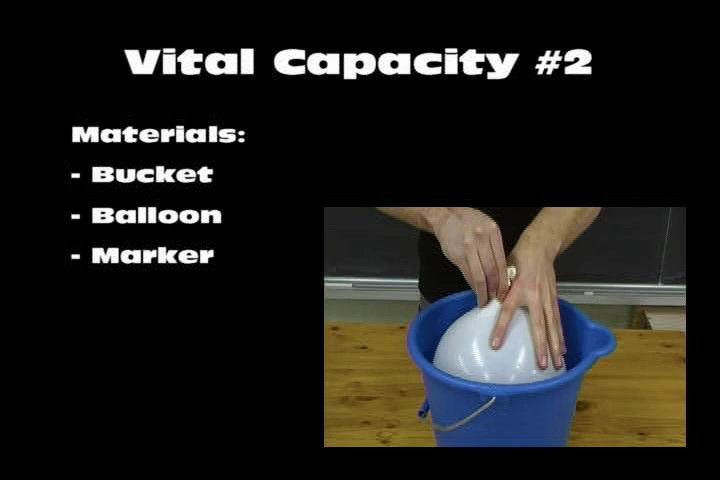 Vital Capacity #2
Materials:
- Bucket
- Balloon
- Marker